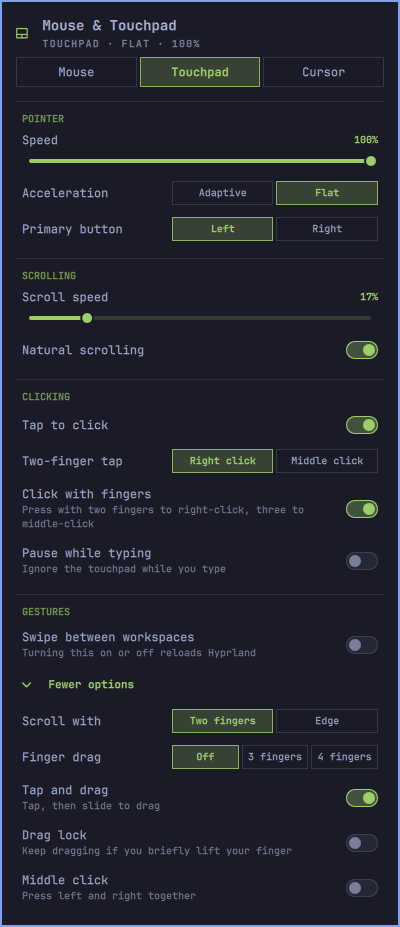 Mouse & Touchpad
TOUCHPAD · FLAT · 100%
Mouse
Touchpad
Cursor
POINTER
Speed
100%
Acceleration
Adaptive
Flat
Primary button
Left
Right
SCROLLING
Scroll speed
17%
Natural scrolling
CLICKING
Tap to click
Two-finger tap
Right click
Middle click
Click with fingers
Press with two fingers to right-click, three to
middle-click
Pause while typing
Ignore the touchpad while you type
GESTURES
Swipe between workspaces
Turning this on or off reloads Hyprland
Fewer options
Scroll with
Two fingers
Edge
Finger drag
Off
3 fingers
4 fingers
Tap and drag
Tap, then slide to drag
Drag lock
Keep dragging if you briefly lift your finger
Middle click
Press left and right together